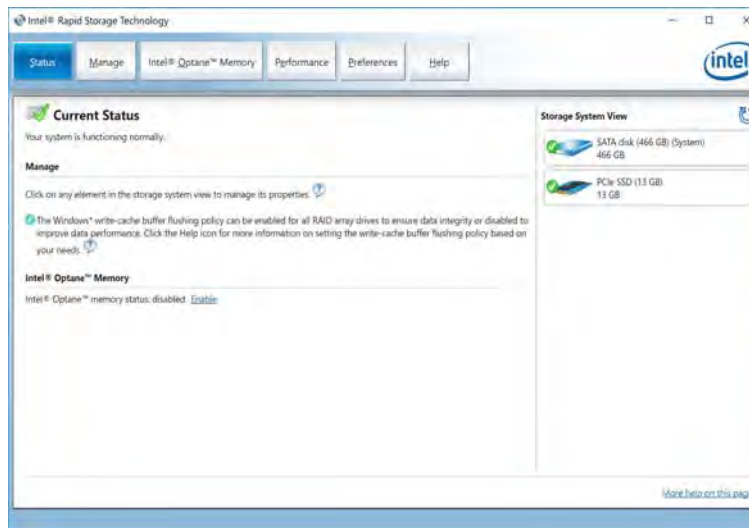 Intel® Rapid Storage Technology
Status
Manage
Intel® Optane™ Memory
Performance
Preferences
Help
intel
Current Status
Your system is functioning normally.
Manage
Click on any element in the storage system view to manage its properties.
The Windows* write-cache buffer flushing policy can be enabled for all RAID array drives to ensure data integrity or disabled to
improve data performance. Click the Help icon for more information on setting the write-cache buffer flushing policy based on
your needs.
Intel® Optane™ Memory
Intel® Optane™ memory status: disabled. Enable
Storage System View
SATA disk (466 GB) (System)
466 GB
PCIe SSD (13 GB)
13 GB
More help on this page